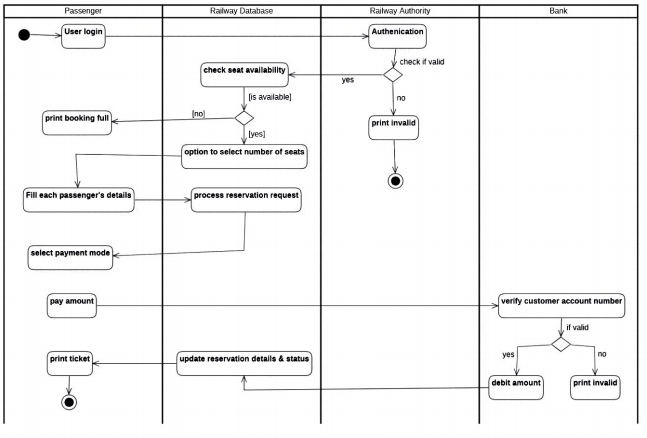 Passenger
Railway Database
Railway Authority
Bank
User login
Authenication
check if valid
check seat availability
yes
[is available]
no
print booking full
[no]
print invalid
[yes]
option to select number of seats
Fill each passenger's details
process reservation request
select payment mode
pay amount
verify customer account number
if valid
yes
no
print ticket
update reservation details & status
debit amount
print invalid